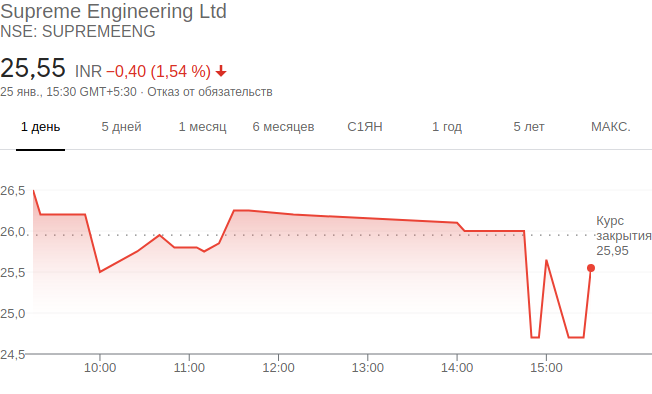 Supreme Engineering Ltd
NSE: SUPREMEENG
25,55 INR −0,40 (1,54 %)
25 янв., 15:30 GMT+5:30 · Отказ от обязательств
1 день 5 дней 1 месяц 6 месяцев С1ЯН 1 год 5 лет МАКС.
26,5
26,0
25,5
25,0
24,5
Курс
закрытия
25,95
10:00 11:00 12:00 13:00 14:00 15:00